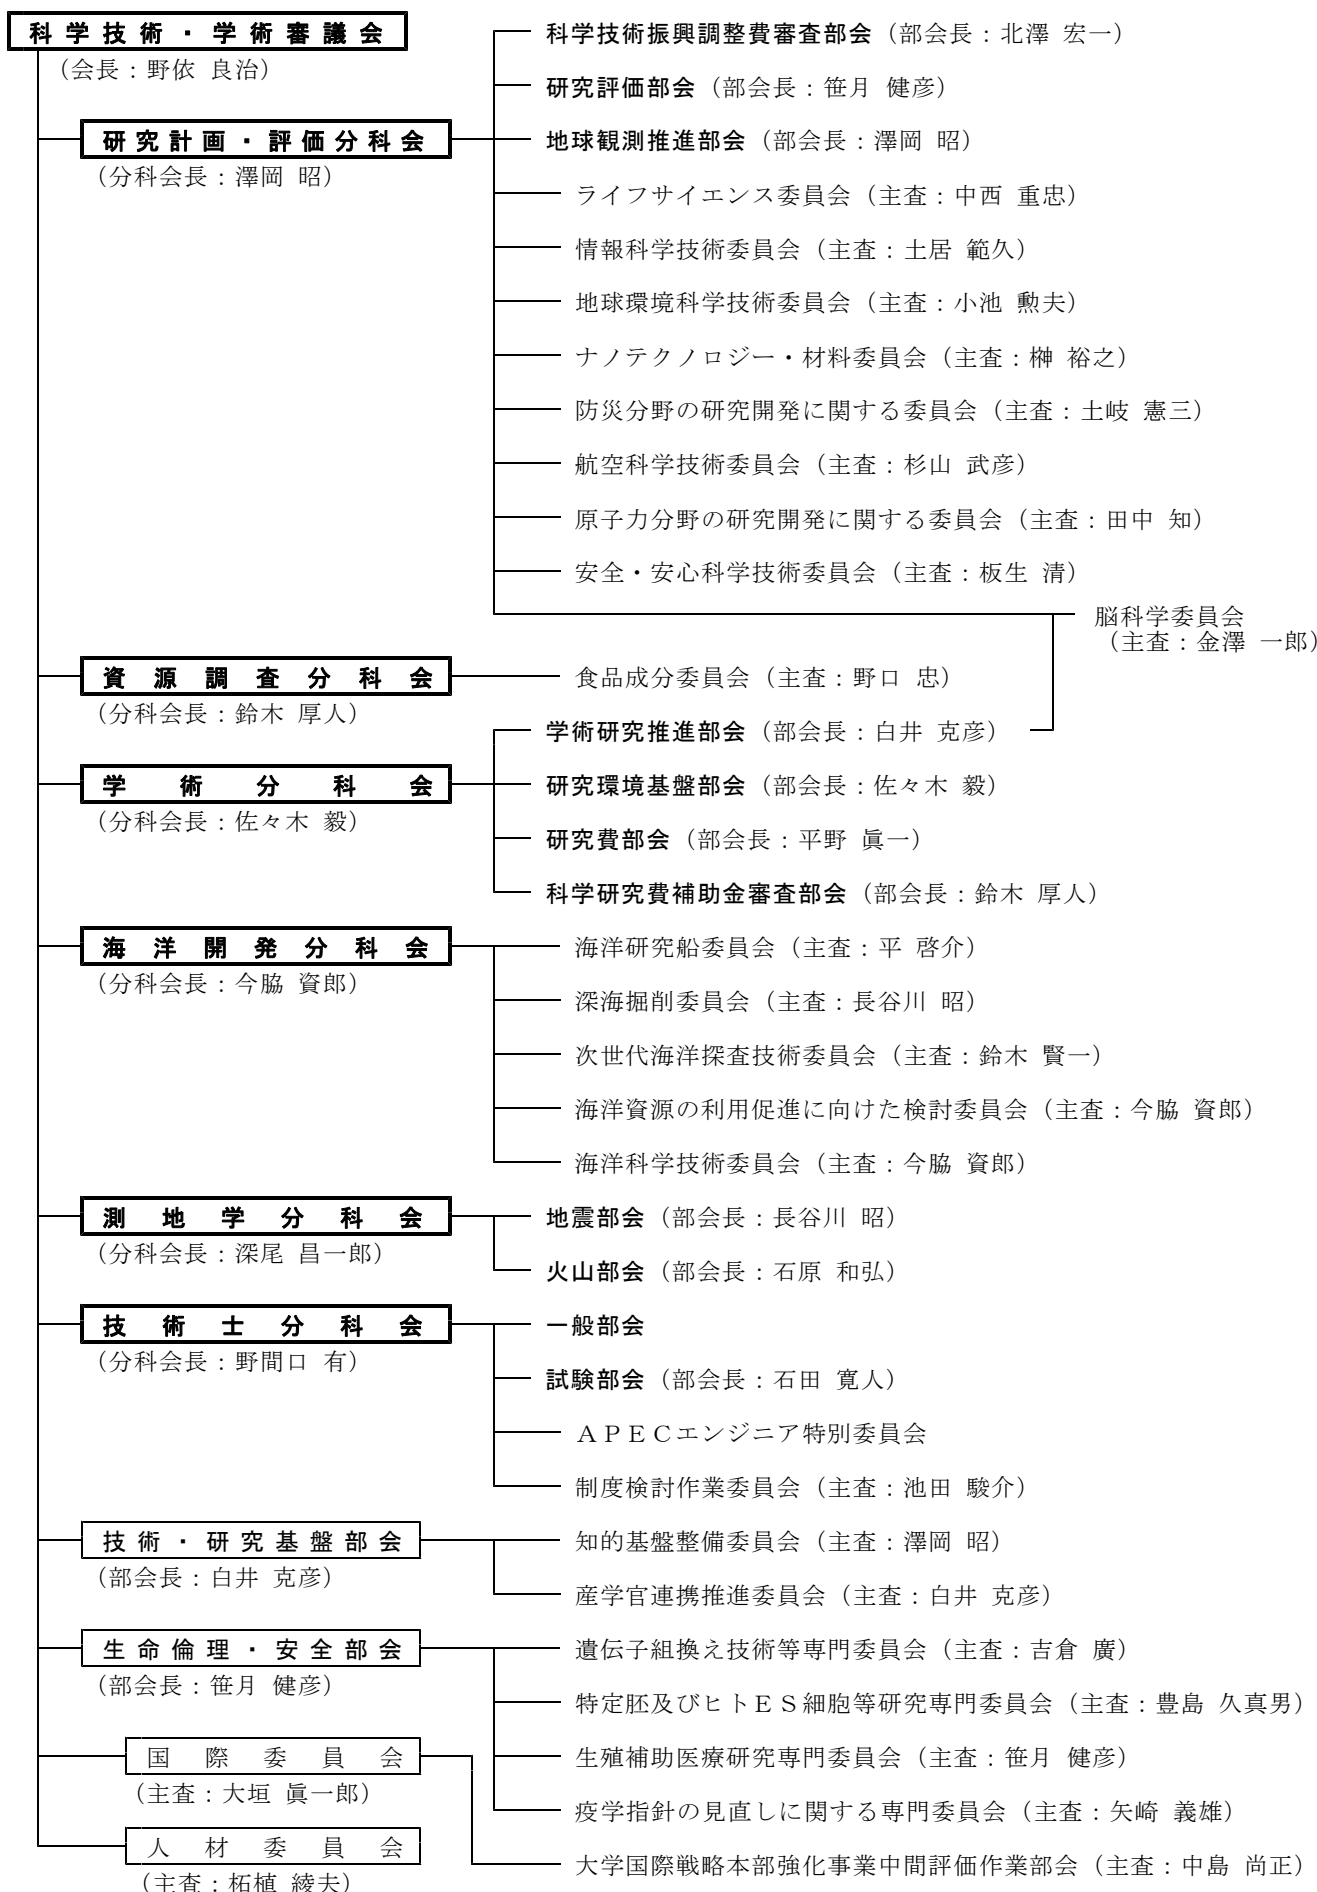 科学技術・学術審議会
（会長：野依 良治）
研究計画・評価分科会
（分科会長：澤岡 昭）
科学技術振興調整費審査部会（部会長：北澤 宏一）
研究評価部会（部会長：笹月 健彦）
地球観測推進部会（部会長：澤岡 昭）
ライフサイエンス委員会（主査：中西 重忠）
情報科学技術委員会（主査：土居 範久）
地球環境科学技術委員会（主査：小池 勲夫）
ナノテクノロジー・材料委員会（主査：榊 裕之）
防災分野の研究開発に関する委員会（主査：土岐 憲三）
航空科学技術委員会（主査：杉山 武彦）
原子力分野の研究開発に関する委員会（主査：田中 知）
安全・安心科学技術委員会（主査：板生 清）
脳科学委員会
（主査：金澤 一郎）
資源調査分科会
（分科会長：鈴木 厚人）
食品成分委員会（主査：野口 忠）
学術分科会
（分科会長：佐々木 毅）
学術研究推進部会（部会長：白井 克彦）
研究環境基盤部会（部会長：佐々木 毅）
研究費部会（部会長：平野 眞一）
科学研究費補助金審査部会（部会長：鈴木 厚人）
海洋開発分科会
（分科会長：今脇 資郎）
海洋研究船委員会（主査：平 啓介）
深海掘削委員会（主査：長谷川 昭）
次世代海洋探査技術委員会（主査：鈴木 賢一）
海洋資源の利用促進に向けた検討委員会（主査：今脇 資郎）
海洋科学技術委員会（主査：今脇 資郎）
測地学分科会
（分科会長：深尾 昌一郎）
地震部会（部会長：長谷川 昭）
火山部会（部会長：石原 和弘）
技術士分科会
（分科会長：野間口 有）
一般部会
試験部会（部会長：石田 寛人）
ＡＰＥＣエンジニア特別委員会
制度検討作業委員会（主査：池田 駿介）
技術・研究基盤部会
（部会長：白井 克彦）
知的基盤整備委員会（主査：澤岡 昭）
産学官連携推進委員会（主査：白井 克彦）
生命倫理・安全部会
（部会長：笹月 健彦）
遺伝子組換え技術等専門委員会（主査：吉倉 廣）
特定胚及びヒトＥＳ細胞等研究専門委員会（主査：豊島 久真男）
生殖補助医療研究専門委員会（主査：笹月 健彦）
疫学指針の見直しに関する専門委員会（主査：矢崎 義雄）
国際委員会
（主査：大垣 眞一郎）
大学国際戦略本部強化事業中間評価作業部会（主査：中島 尚正）
人材委員会
（主査：柘植 綾夫）